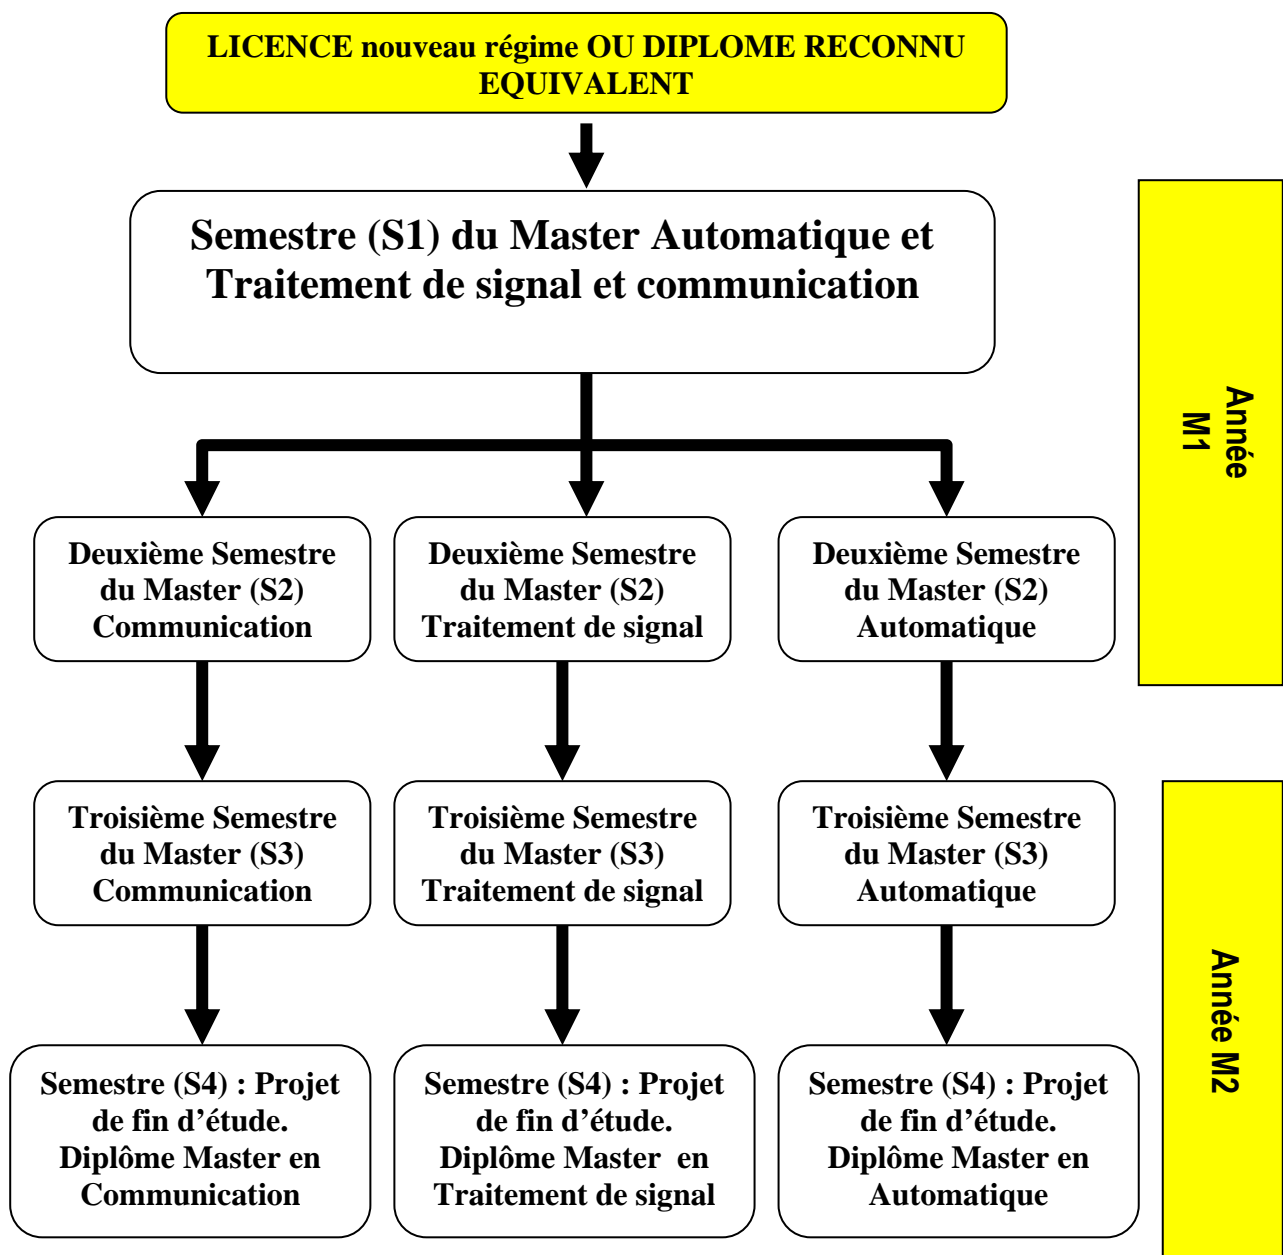 LICENCE nouveau régime OU DIPLOME RECONNU
EQUIVALENT
Semestre (S1) du Master Automatique et
Traitement de signal et communication
Année
M1
Deuxième Semestre
du Master (S2)
Communication
Deuxième Semestre
du Master (S2)
Traitement de signal
Deuxième Semestre
du Master (S2)
Automatique
Troisième Semestre
du Master (S3)
Communication
Troisième Semestre
du Master (S3)
Traitement de signal
Troisième Semestre
du Master (S3)
Automatique
Année M2
Semestre (S4) : Projet
de fin d’étude.
Diplôme Master en
Communication
Semestre (S4) : Projet
de fin d’étude.
Diplôme Master en
Traitement de signal
Semestre (S4) : Projet
de fin d’étude.
Diplôme Master en
Automatique